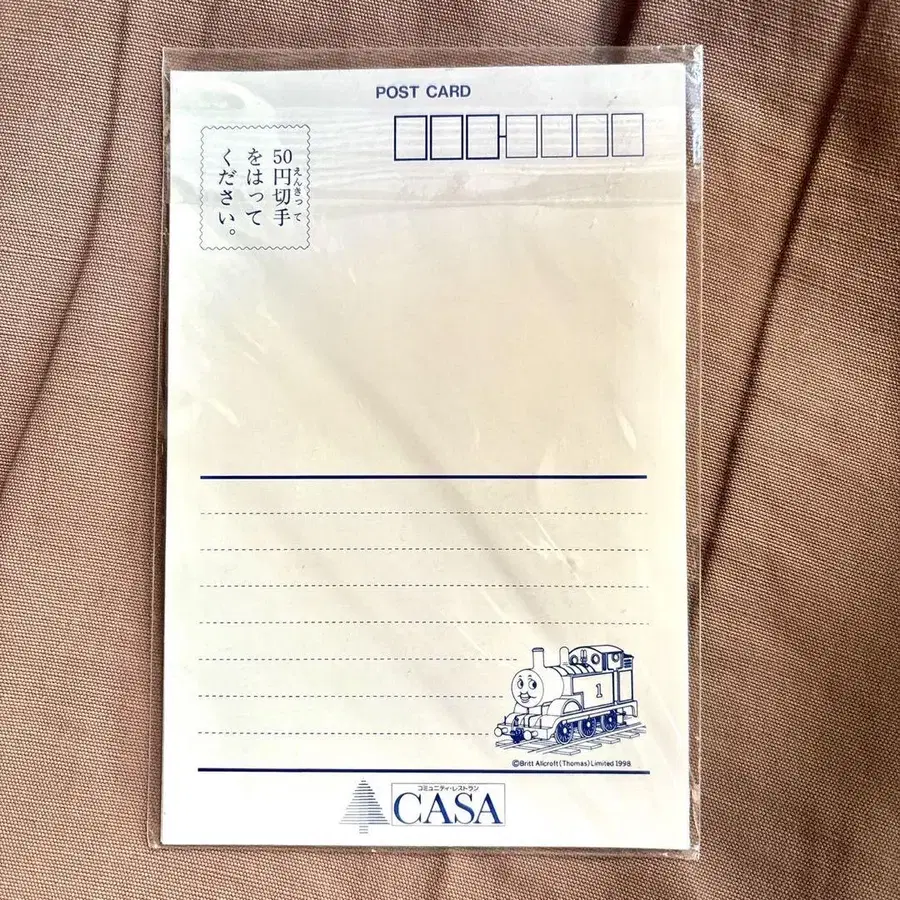 POST CARD
50円切手
えんきって
をはって
ください。
1
©Britt Allcroft(Thomas)Limited 1998
コミュニティ・レストラン
CASA